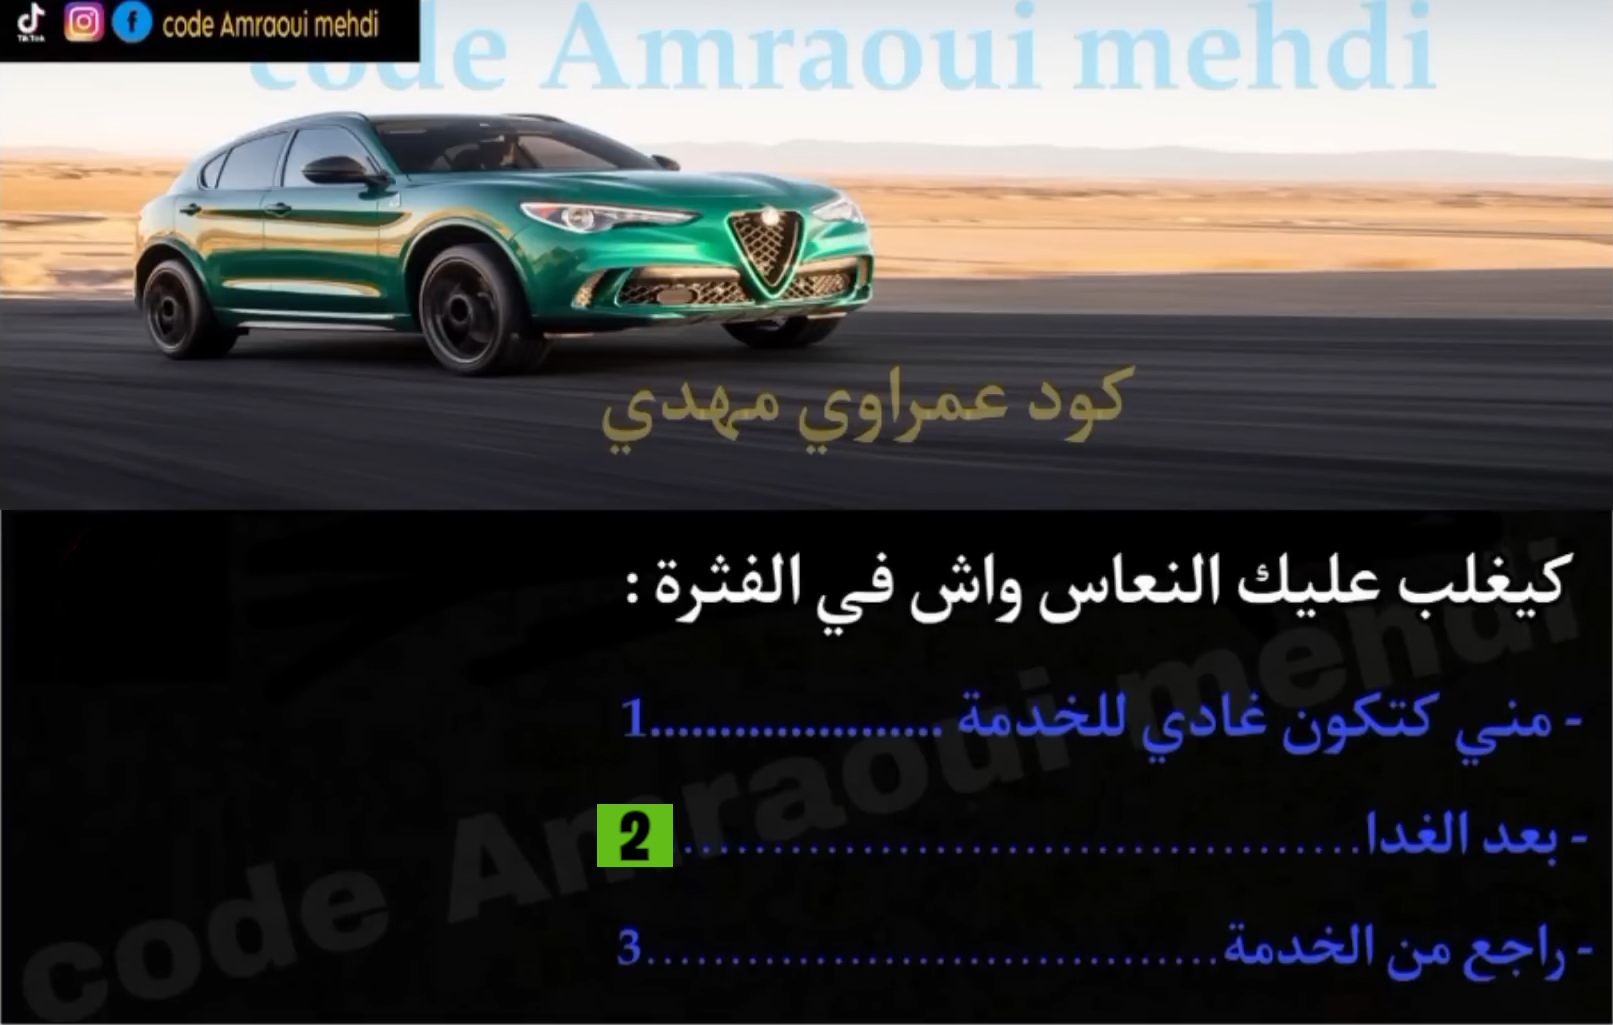 code Amraoui mehdi
code Amraoui mehdi
كود عمراوي مهدي
كيغلب عليك النعاس واش في الفثرة :
- مني كتكون غادي للخدمة .....................1
- بعد الغدا..............................2
- راجع من الخدمة..........................3
code Amraoui mehdi